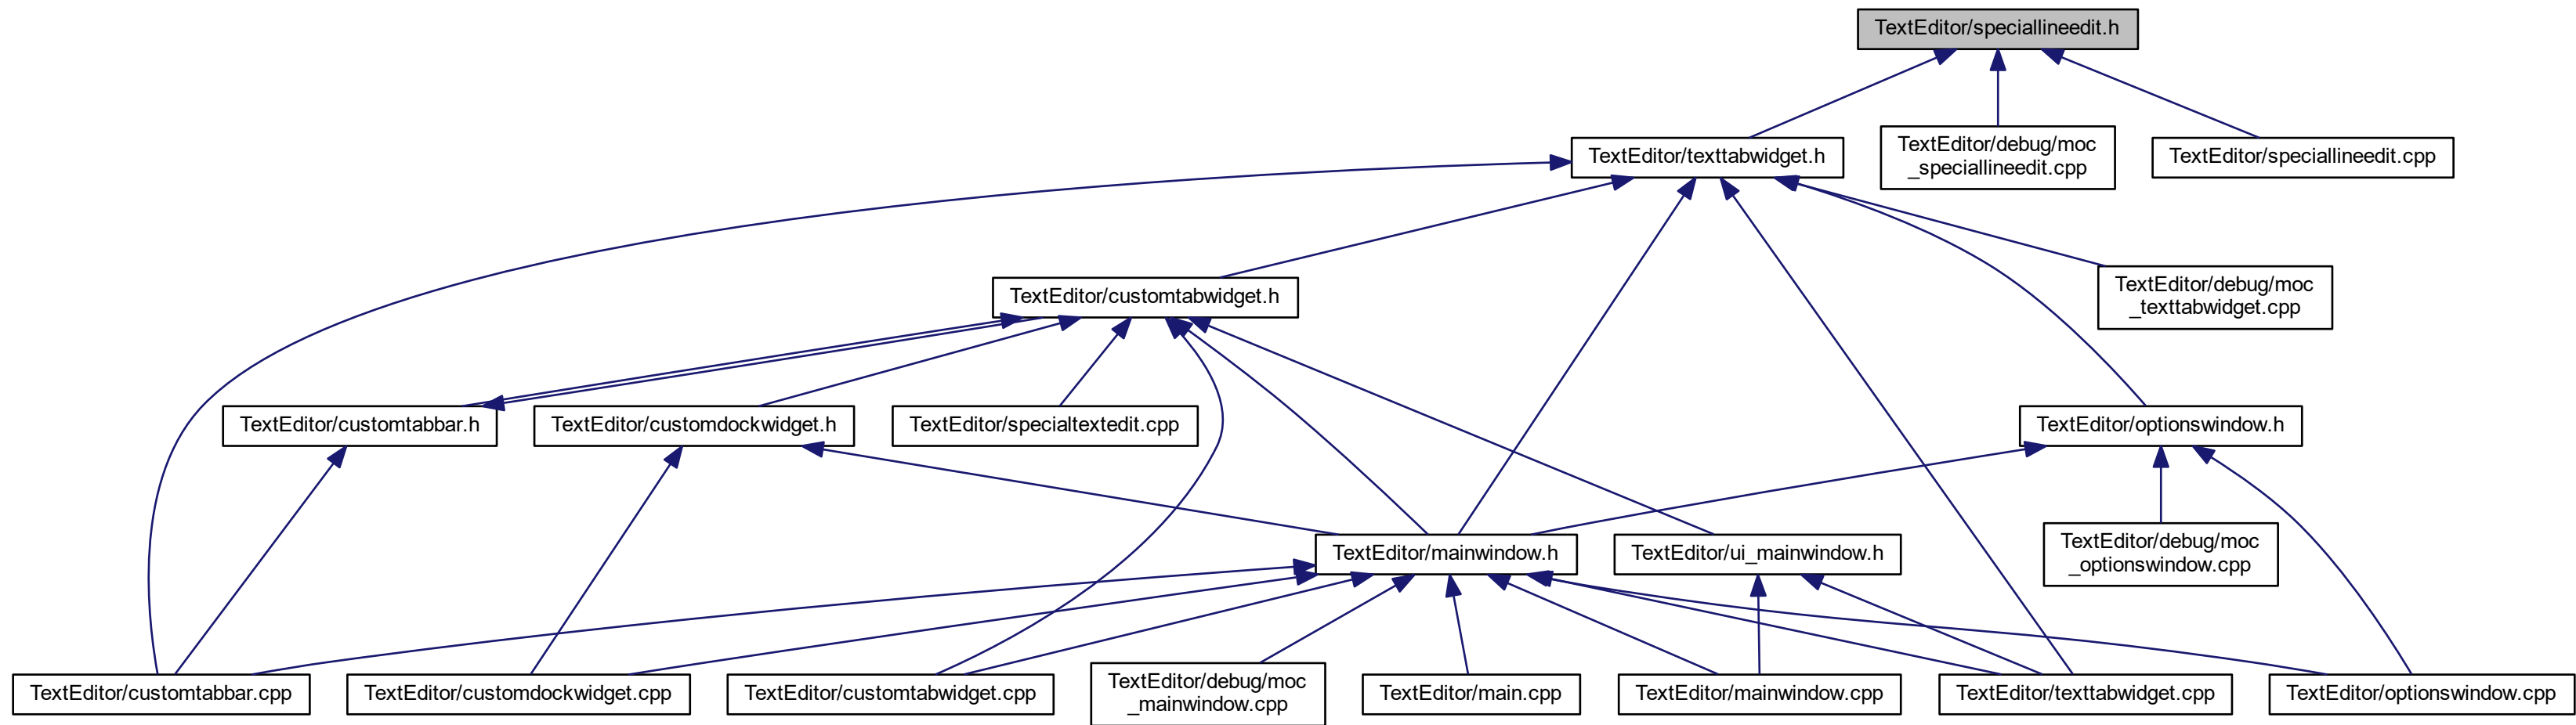 TextEditor/speciallineedit.h
TextEditor/texttabwidget.h
TextEditor/debug/moc
_speciallineedit.cpp
TextEditor/speciallineedit.cpp
TextEditor/customtabwidget.h
TextEditor/debug/moc
_texttabwidget.cpp
TextEditor/customtabbar.h
TextEditor/customdockwidget.h
TextEditor/specialtextedit.cpp
TextEditor/optionswindow.h
TextEditor/mainwindow.h
TextEditor/ui_mainwindow.h
TextEditor/debug/moc
_optionswindow.cpp
TextEditor/customtabbar.cpp
TextEditor/customdockwidget.cpp
TextEditor/customtabwidget.cpp
TextEditor/debug/moc
_mainwindow.cpp
TextEditor/main.cpp
TextEditor/mainwindow.cpp
TextEditor/texttabwidget.cpp
TextEditor/optionswindow.cpp